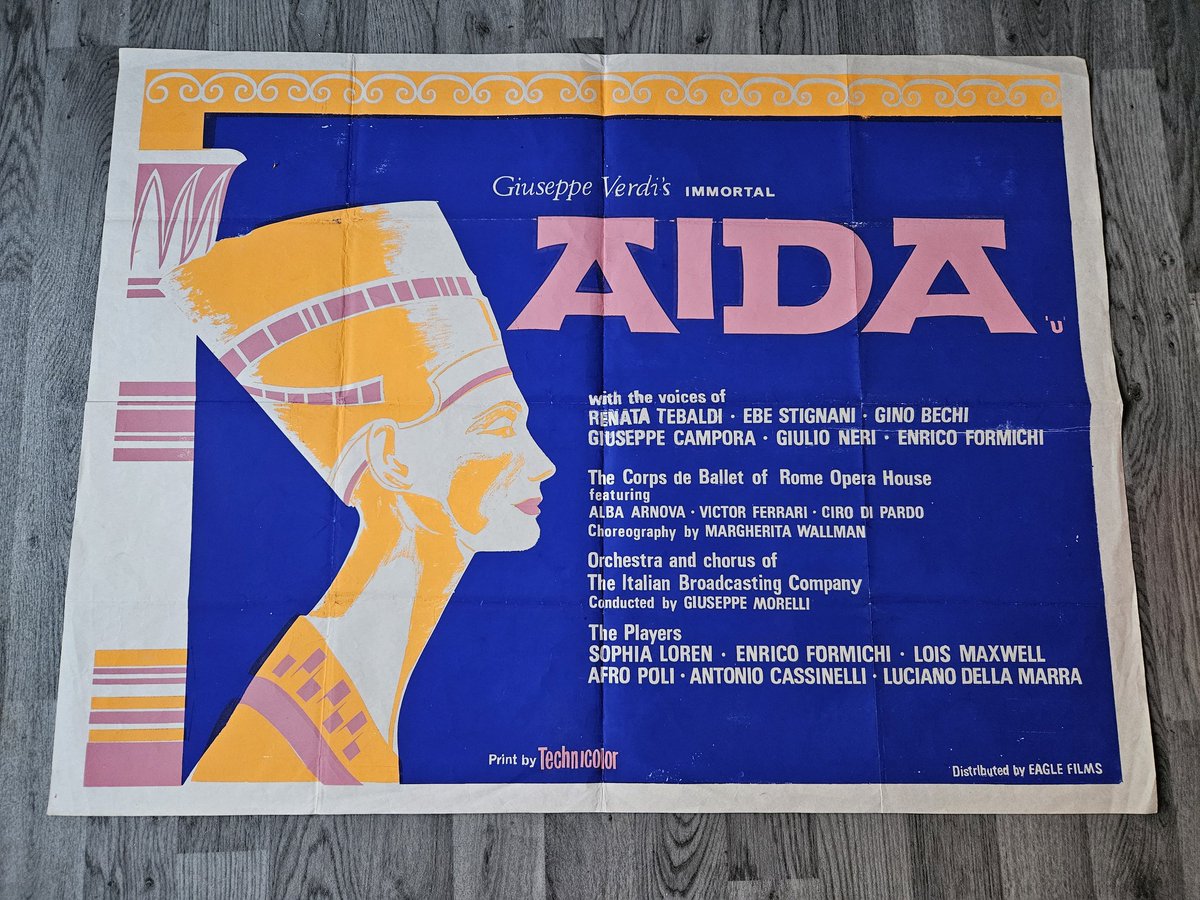 Giuseppe Verdi's IMMORTAL
AIDA 'U'
with the voices of
RENATA TEBALDI · EBE STIGNANI · GINO BECHI
GIUSEPPE CAMPORA · GIULIO NERI · ENRICO FORMICHI
The Corps de Ballet of Rome Opera House
featuring
ALBA ARNOVA · VICTOR FERRARI · CIRO DI PARDO
Choreography by MARGHERITA WALLMAN
Orchestra and chorus of
The Italian Broadcasting Company
Conducted by GIUSEPPE MORELLI
The Players
SOPHIA LOREN · ENRICO FORMICHI · LOIS MAXWELL
AFRO POLI · ANTONIO CASSINELLI · LUCIANO DELLA MARRA
Print by Technicolor
Distributed by EAGLE FILMS